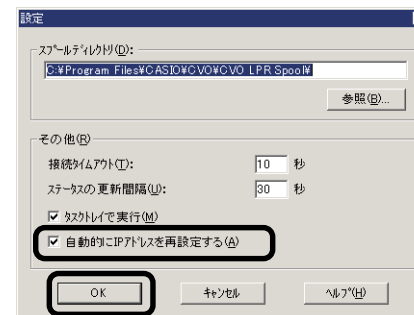 設定
スプールディレクトリ(D):
C:¥Program Files¥CASIO¥CVO¥CVO LPR Spool¥
参照(B)...
その他(R)
接続タイムアウト(T): 10 秒
ステータスの更新間隔(U): 30 秒
タスクトレイで実行(M)
自動的にIPアドレスを再設定する(A)
OK キャンセル ヘルプ(H)